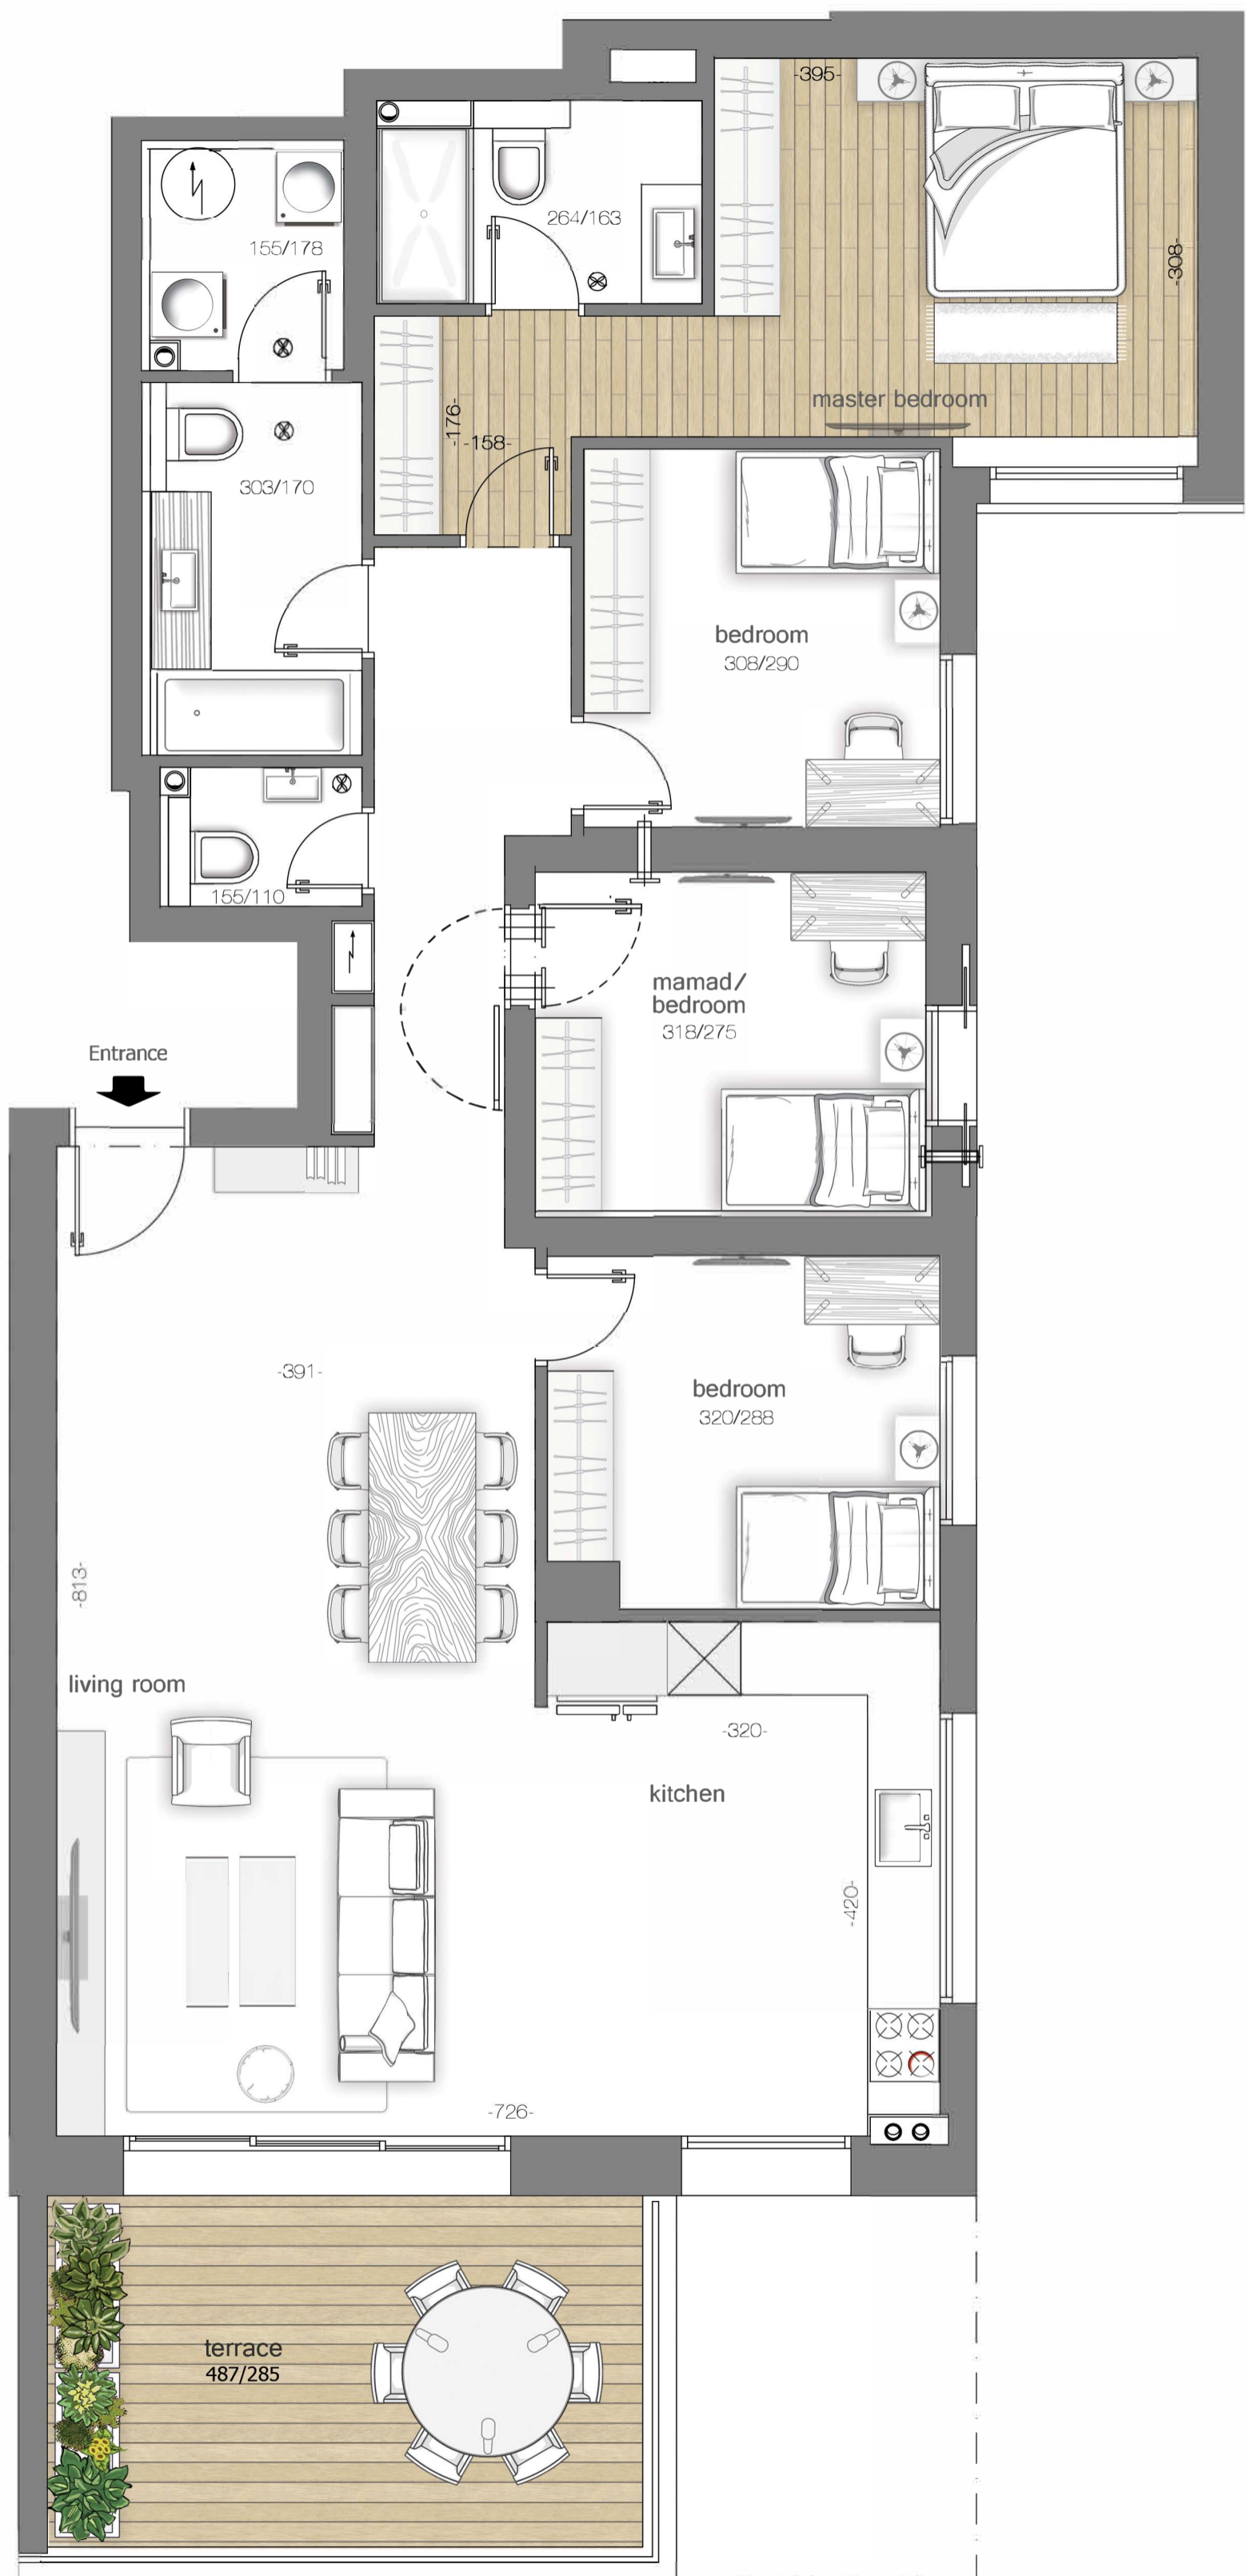 -395-
264/163
155/178
-308-
master bedroom
-176-
-158-
303/170
bedroom
308/290
155/110
mamad/
bedroom
318/275
Entrance
-391-
bedroom
320/288
-813-
living room
-320-
kitchen
-420-
-726-
terrace
487/285